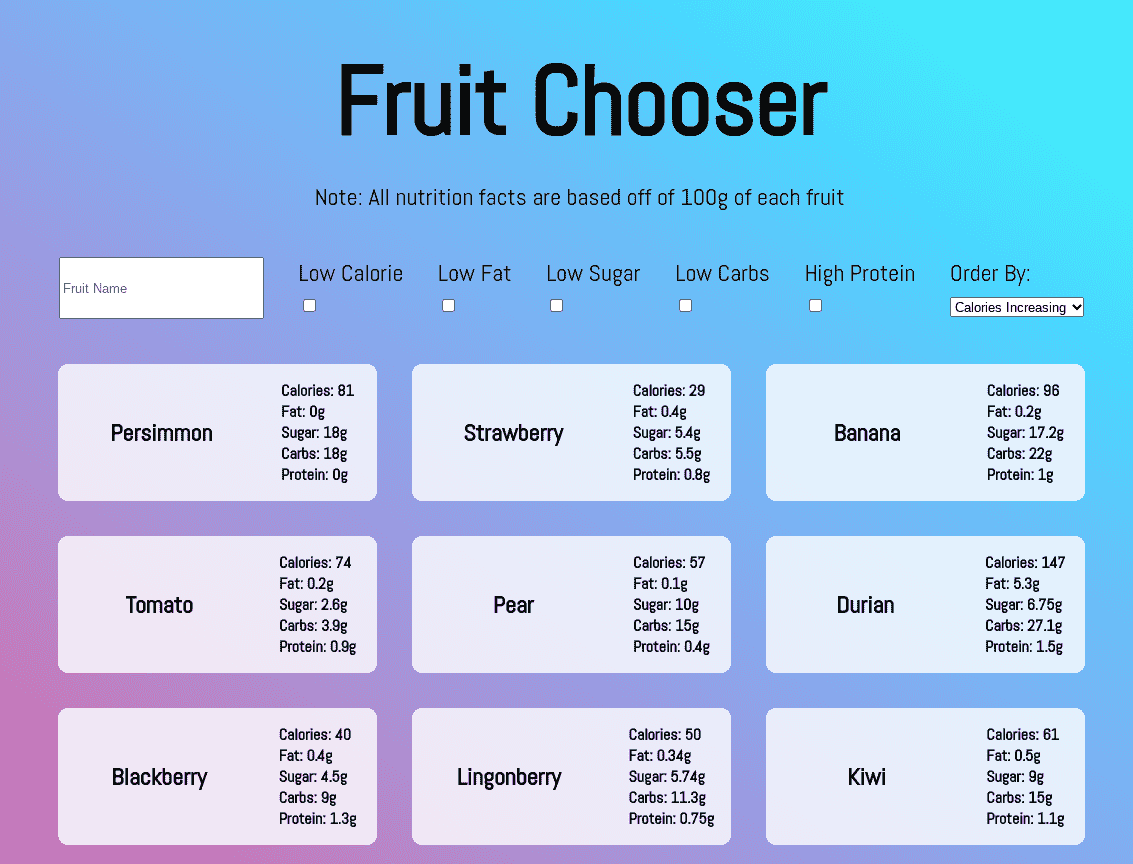 Fruit Chooser
Note: All nutrition facts are based off of 100g of each fruit
Fruit Name
Low Calorie
Low Fat
Low Sugar
Low Carbs
High Protein
Order By:
Calories Increasing
Persimmon
Calories: 81
Fat: 0g
Sugar: 18g
Carbs: 18g
Protein: 0g
Strawberry
Calories: 29
Fat: 0.4g
Sugar: 5.4g
Carbs: 5.5g
Protein: 0.8g
Banana
Calories: 96
Fat: 0.2g
Sugar: 17.2g
Carbs: 22g
Protein: 1g
Tomato
Calories: 74
Fat: 0.2g
Sugar: 2.6g
Carbs: 3.9g
Protein: 0.9g
Pear
Calories: 57
Fat: 0.1g
Sugar: 10g
Carbs: 15g
Protein: 0.4g
Durian
Calories: 147
Fat: 5.3g
Sugar: 6.75g
Carbs: 27.1g
Protein: 1.5g
Blackberry
Calories: 40
Fat: 0.4g
Sugar: 4.5g
Carbs: 9g
Protein: 1.3g
Lingonberry
Calories: 50
Fat: 0.34g
Sugar: 5.74g
Carbs: 11.3g
Protein: 0.75g
Kiwi
Calories: 61
Fat: 0.5g
Sugar: 9g
Carbs: 15g
Protein: 1.1g